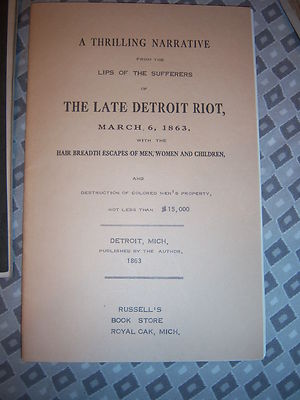 A THRILLING NARRATIVE
FROM THE
LIPS OF THE SUFFERERS
OF
THE LATE DETROIT RIOT,
MARCH 6, 1863,
WITH THE
HAIR BREADTH ESCAPES OF MEN, WOMEN AND CHILDREN,
AND
DESTRUCTION OF COLORED MEN'S PROPERTY,
NOT LESS THAN $15,000
DETROIT, MICH.
PUBLISHED BY THE AUTHOR,
1863
RUSSELL'S
BOOK STORE
ROYAL OAK, MICH.